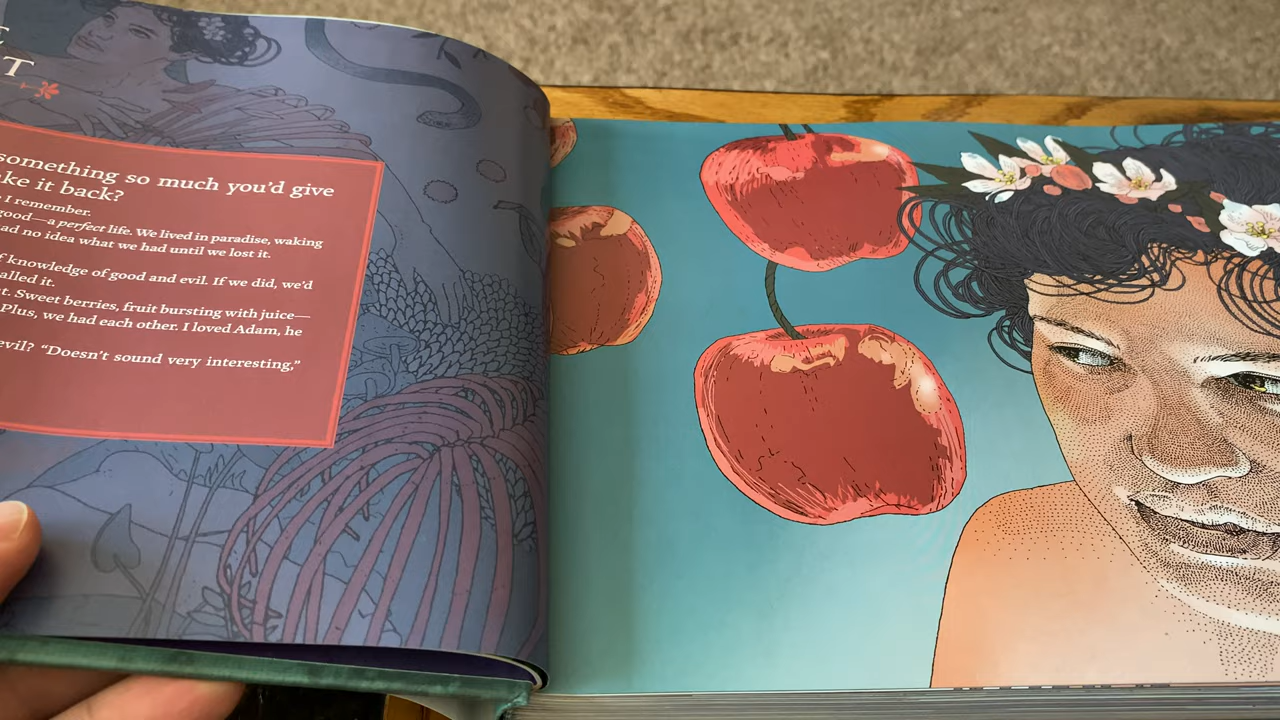 T
something so much you'd give
ke it back?
I remember.
good—a perfect life. We lived in paradise, waking
ad no idea what we had until we lost it.
f knowledge of good and evil. If we did, we'd
alled it.
t. Sweet berries, fruit bursting with juice—
Plus, we had each other. I loved Adam, he
evil? "Doesn't sound very interesting,"